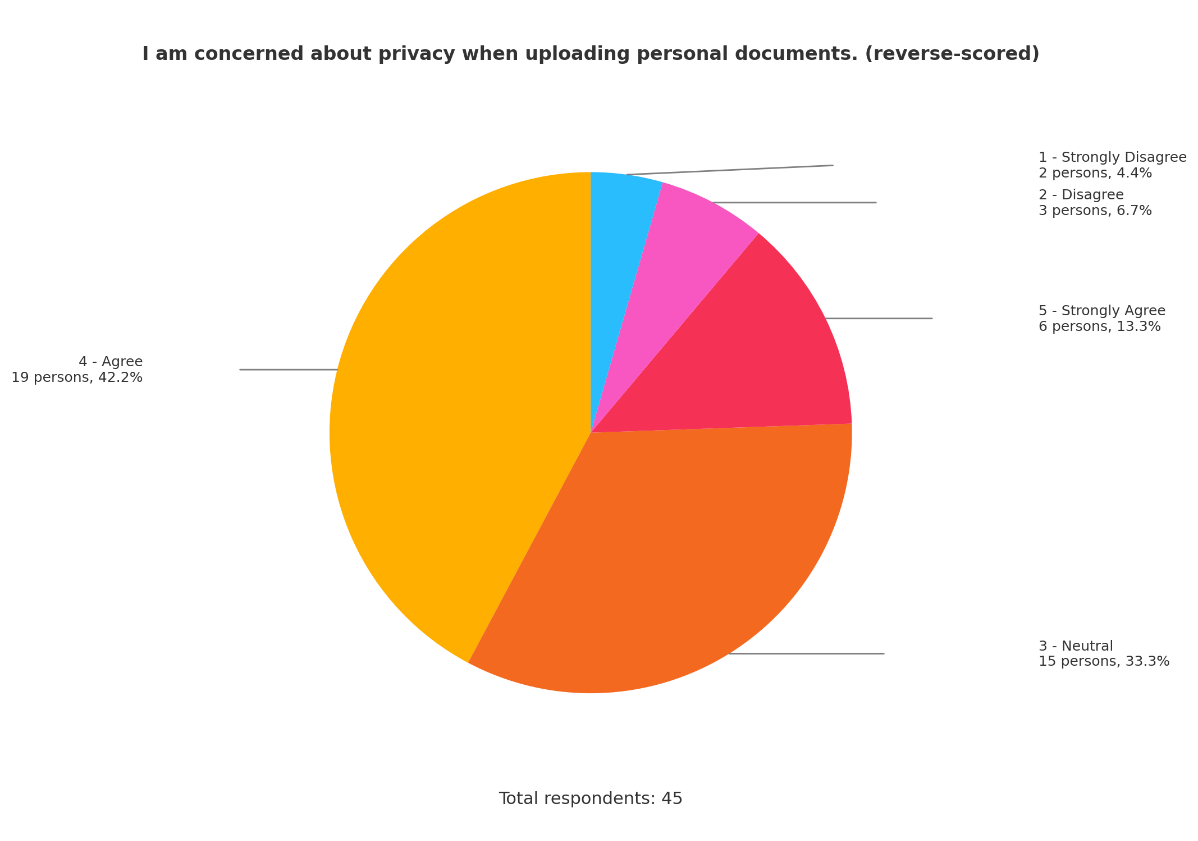 I am concerned about privacy when uploading personal documents. (reverse-scored)
1 - Strongly Disagree
2 persons, 4.4%
2 - Disagree
3 persons, 6.7%
5 - Strongly Agree
6 persons, 13.3%
4 - Agree
19 persons, 42.2%
3 - Neutral
15 persons, 33.3%
Total respondents: 45